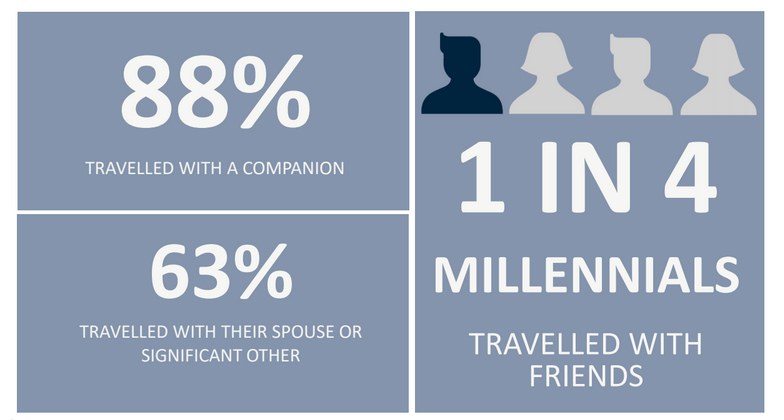 88%
TRAVELLED WITH A COMPANION
63%
TRAVELLED WITH THEIR SPOUSE OR
SIGNIFICANT OTHER
1 IN 4
MILLENNIALS
TRAVELLED WITH
FRIENDS